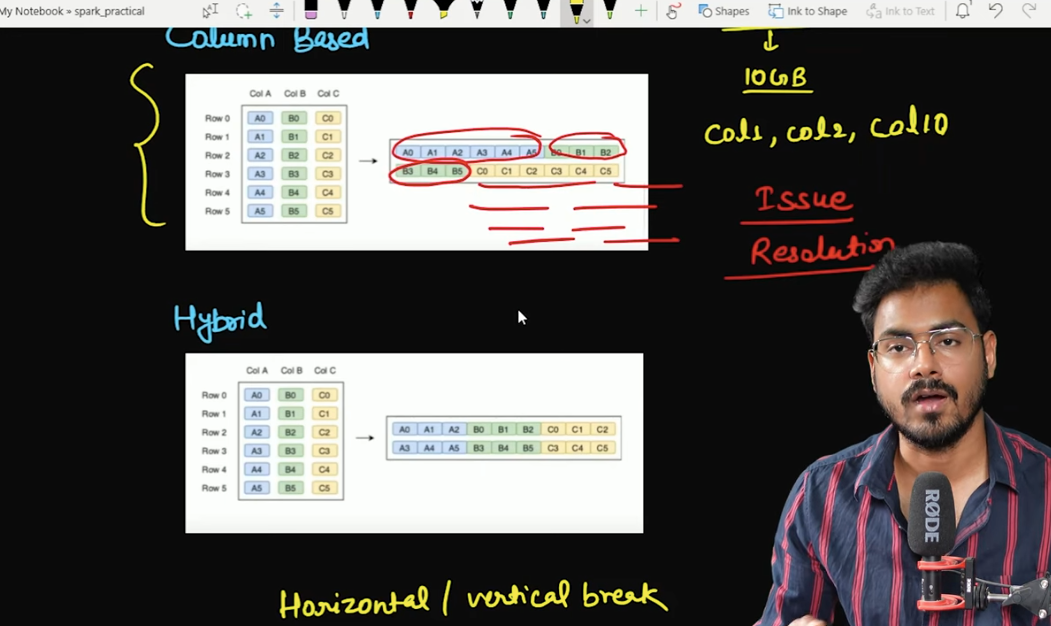 My Notebook » spark_practical
Shapes
Ink to Shape
Ink to Text
Column Based
10GB
Col1, Col2, Col10
Col A Col B Col C
Row 0 A0 B0 C0
Row 1 A1 B1 C1
Row 2 A2 B2 C2
Row 3 A3 B3 C3
Row 4 A4 B4 C4
Row 5 A5 B5 C5
A0 A1 A2 A3 A4 A5 B0 B1 B2
B3 B4 B5 C0 C1 C2 C3 C4 C5
Issue
Resolution
Hybrid
Col A Col B Col C
Row 0 A0 B0 C0
Row 1 A1 B1 C1
Row 2 A2 B2 C2
Row 3 A3 B3 C3
Row 4 A4 B4 C4
Row 5 A5 B5 C5
A0 A1 A2 B0 B1 B2 C0 C1 C2
A3 A4 A5 B3 B4 B5 C3 C4 C5
Horizontal / vertical break
RØDE